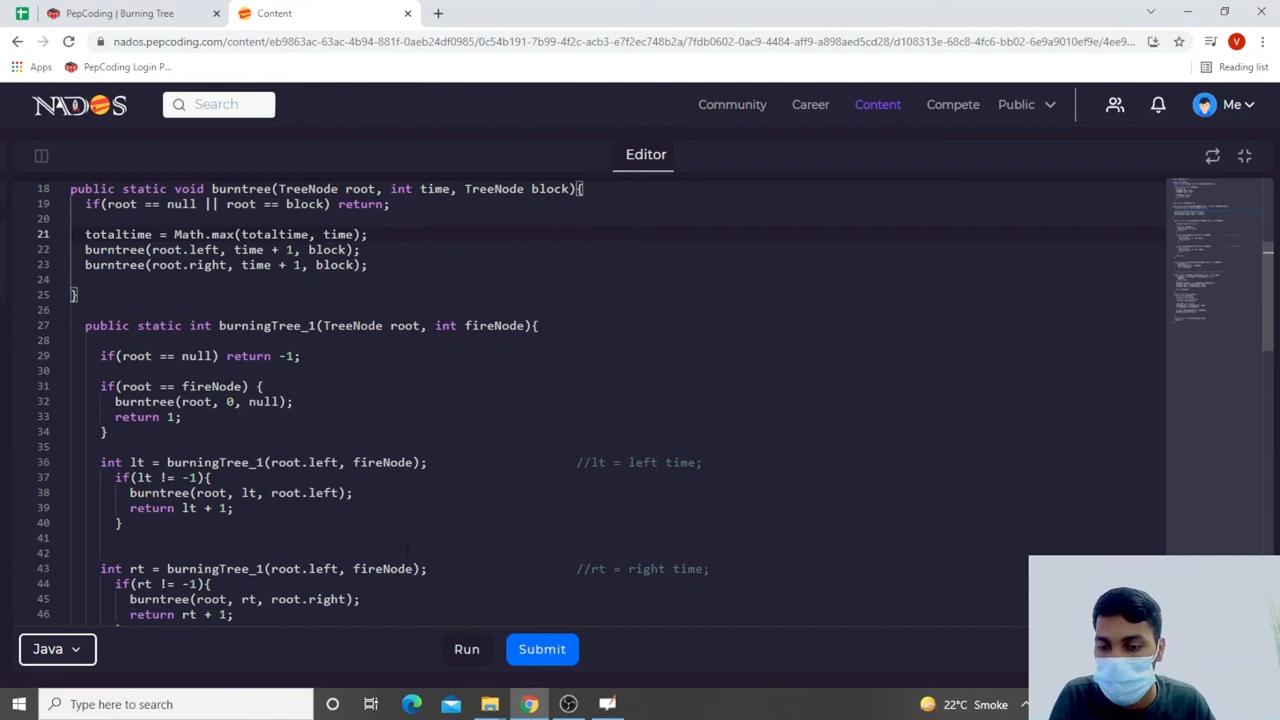 PepCoding | Burning Tree
Content
nados.pepcoding.com/content/eb9863ac-63ac-4b94-881f-0aeb24df0985/0c54b191-7b99-4f2c-acb3-e7f2ec748b2a/7fdb0602-0ac9-4484-aff9-a898aed5cd28/d108313e-68c8-4fc6-bb02-6e9a9010ef9e/4ee9...
Apps PepCoding Login P... Reading list
NADOS Search Community Career Content Compete Public Me
Editor
18 public static void burntree(TreeNode root, int time, TreeNode block){
19 if(root == null || root == block) return;
20
21 totaltime = Math.max(totaltime, time);
22 burntree(root.left, time + 1, block);
23 burntree(root.right, time + 1, block);
24
25 }
26
27 public static int burningTree_1(TreeNode root, int fireNode){
28
29 if(root == null) return -1;
30
31 if(root == fireNode) {
32 burntree(root, 0, null);
33 return 1;
34 }
35
36 int lt = burningTree_1(root.left, fireNode); //lt = left time;
37 if(lt != -1){
38 burntree(root, lt, root.left);
39 return lt + 1;
40 }
41
42
43 int rt = burningTree_1(root.left, fireNode); //rt = right time;
44 if(rt != -1){
45 burntree(root, rt, root.right);
46 return rt + 1;
Java Run Submit
Type here to search 22°C Smoke